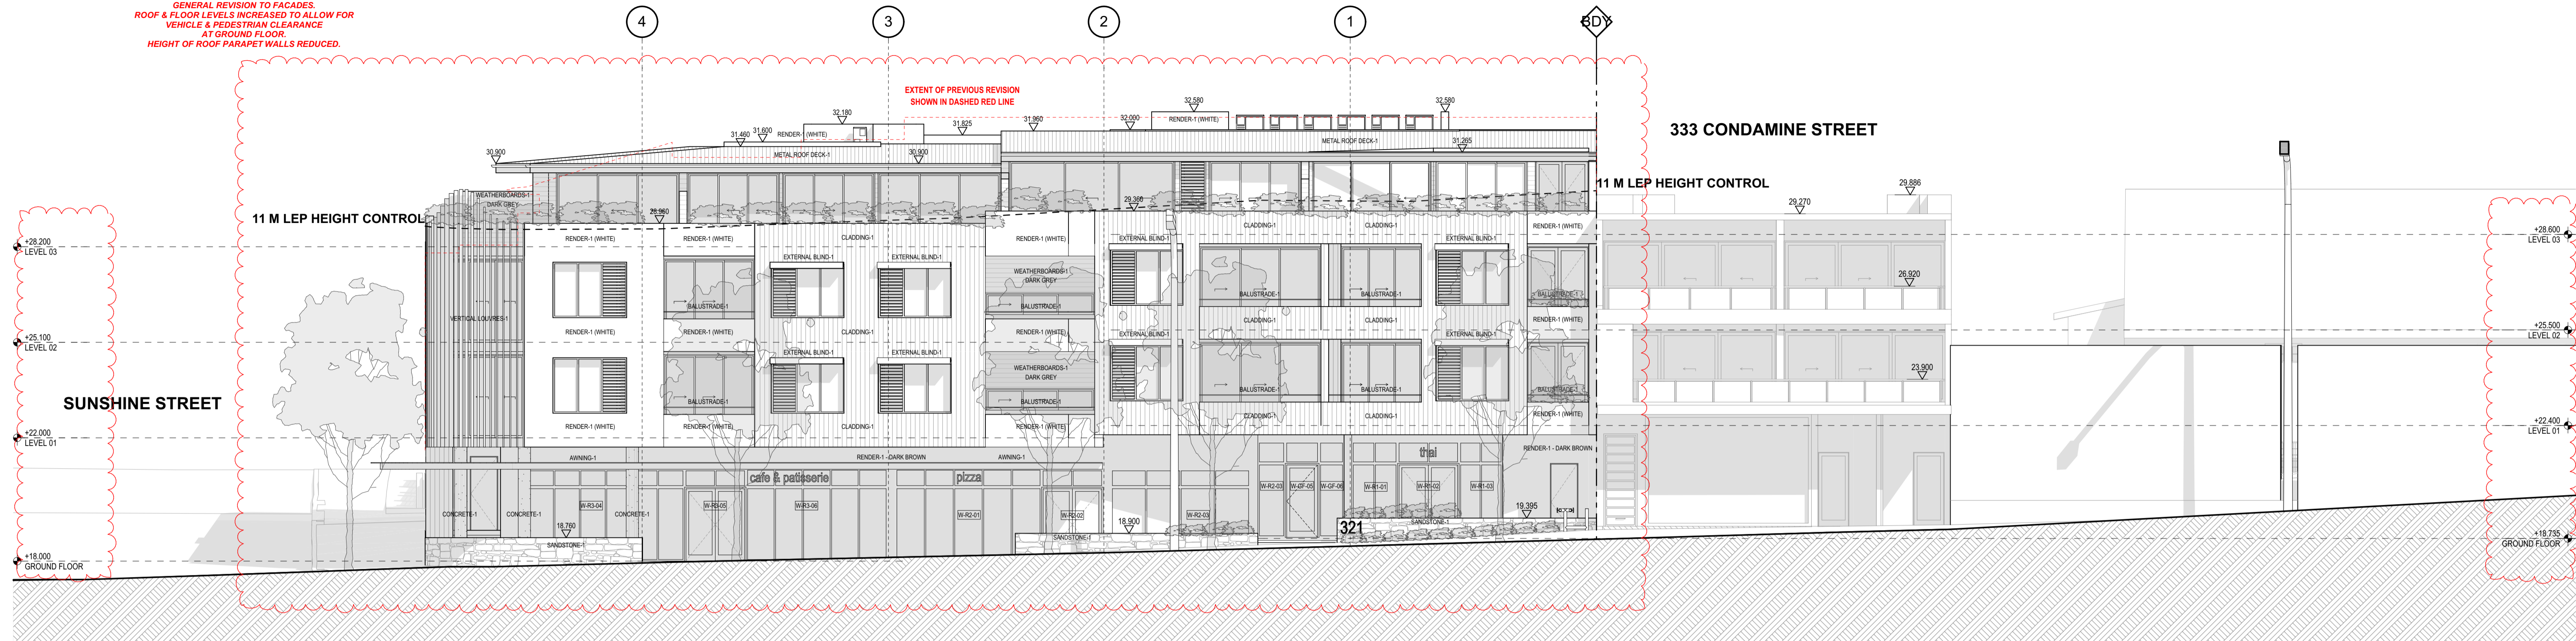 GENERAL REVISION TO FACADES.
ROOF & FLOOR LEVELS INCREASED TO ALLOW FOR
VEHICLE & PEDESTRIAN CLEARANCE
AT GROUND FLOOR.
HEIGHT OF ROOF PARAPET WALLS REDUCED.
4
3
2
1
BDY
EXTENT OF PREVIOUS REVISION
SHOWN IN DASHED RED LINE
333 CONDAMINE STREET
30.900
31.460
31.600
RENDER-1 (WHITE)
32.180
METAL ROOF DECK-1
30.900
31.825
31.960
32.000
32.580
RENDER-1 (WHITE)
32.580
METAL ROOF DECK-1
31.265
11 M LEP HEIGHT CONTROL
WEATHERBOARDS-1
DARK GREY
11 M LEP HEIGHT CONTROL
28.960
29.360
29.270
29.886
+28.200
LEVEL 03
RENDER-1 (WHITE)
RENDER-1 (WHITE)
CLADDING-1
RENDER-1 (WHITE)
EXTERNAL BLIND-1
CLADDING-1
CLADDING-1
EXTERNAL BLIND-1
RENDER-1 (WHITE)
+28.600
LEVEL 03
EXTERNAL BLIND-1
EXTERNAL BLIND-1
WEATHERBOARDS-1
DARK GREY
26.920
BALUSTRADE-1
BALUSTRADE-1
BALUSTRADE-1
BALUSTRADE-1
BALUSTRADE-1
VERTICAL LOUVRES-1
RENDER-1 (WHITE)
RENDER-1 (WHITE)
CLADDING-1
RENDER-1 (WHITE)
EXTERNAL BLIND-1
CLADDING-1
CLADDING-1
EXTERNAL BLIND-1
RENDER-1 (WHITE)
+25.500
LEVEL 02
+25.100
LEVEL 02
EXTERNAL BLIND-1
EXTERNAL BLIND-1
WEATHERBOARDS-1
DARK GREY
23.900
BALUSTRADE-1
BALUSTRADE-1
BALUSTRADE-1
BALUSTRADE-1
BALUSTRADE-1
SUNSHINE STREET
+22.000
LEVEL 01
RENDER-1 (WHITE)
RENDER-1 (WHITE)
CLADDING-1
RENDER-1 (WHITE)
CLADDING-1
CLADDING-1
RENDER-1 (WHITE)
+22.400
LEVEL 01
AWNING-1
RENDER-1 - DARK BROWN
AWNING-1
thai
RENDER-1 - DARK BROWN
cafe & patisserie
pizza
W-R2-03
W-GF-05
W-GF-06
W-R1-01
W-R1-02
W-R1-03
CONCRETE-1
CONCRETE-1
W-R3-04
CONCRETE-1
W-R3-05
W-R3-06
W-R2-01
W-R2-02
W-R2-03
19.395
18.760
SANDSTONE-1
18.900
SANDSTONE-1
321
SANDSTONE-1
+18.000
GROUND FLOOR
+18.735
GROUND FLOOR